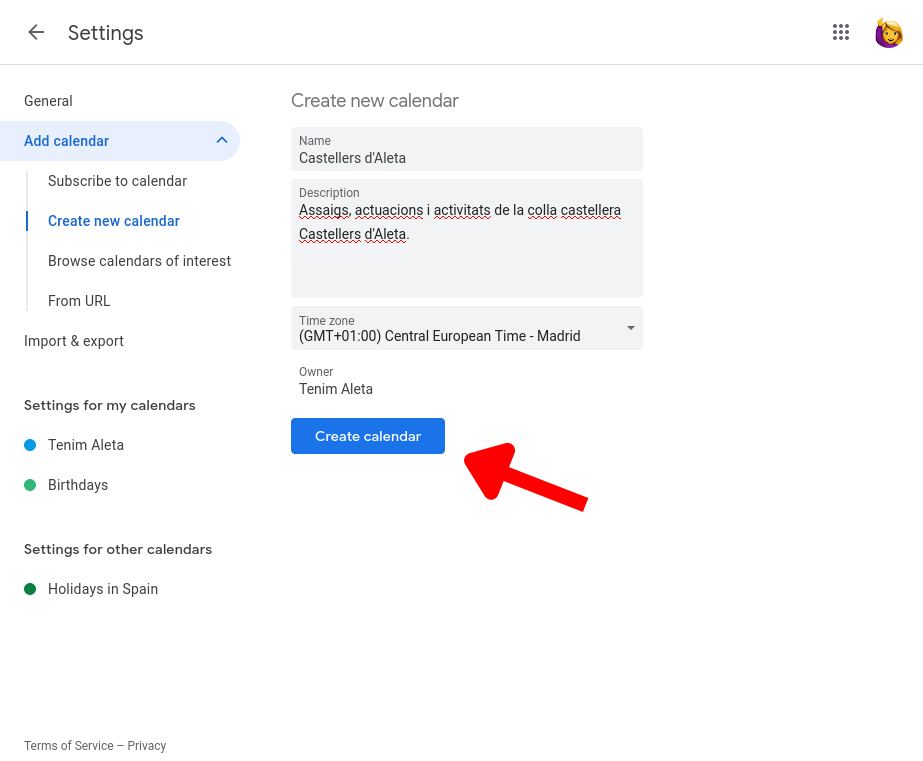 Settings
General
Add calendar
Subscribe to calendar
Create new calendar
Browse calendars of interest
From URL
Import & export
Settings for my calendars
Tenim Aleta
Birthdays
Settings for other calendars
Holidays in Spain
Create new calendar
Name
Castellers d'Aleta
Description
Assaigs, actuacions i activitats de la colla castellera
Castellers d'Aleta.
Time zone
(GMT+01:00) Central European Time - Madrid
Owner
Tenim Aleta
Create calendar
Terms of Service – Privacy